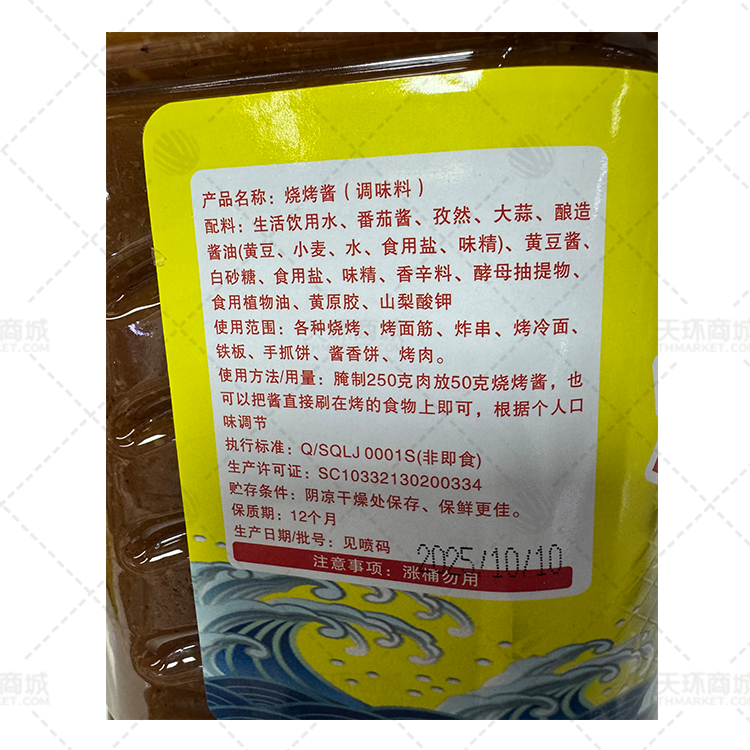 产品名称：烧烤酱（调味料）
配料：生活饮用水、番茄酱、孜然、大蒜、酿造
酱油(黄豆、小麦、水、食用盐、味精)、黄豆酱、
白砂糖、食用盐、味精、香辛料、酵母抽提物、
食用植物油、黄原胶、山梨酸钾
使用范围：各种烧烤、烤面筋、炸串、烤冷面、
铁板、手抓饼、酱香饼、烤肉。
使用方法/用量：腌制250克肉放50克烧烤酱，也
可以把酱直接刷在烤的食物上即可，根据个人口
味调节
执行标准：Q/SQLJ 0001S(非即食)
生产许可证：SC10332130200334
贮存条件：阴凉干燥处保存、保鲜更佳。
保质期：12个月
生产日期/批号：见喷码
2025/10/10
注意事项：涨桶勿用
天环商城
THMARKET.COM